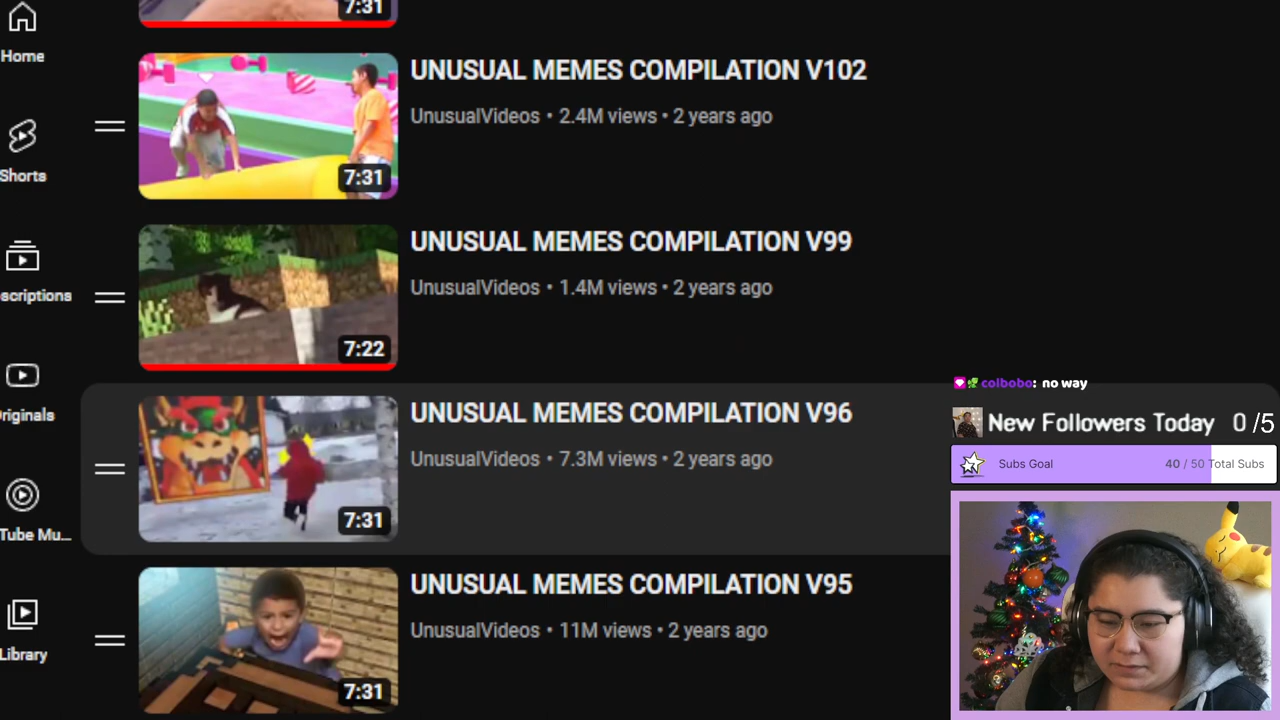 7:31
Home
UNUSUAL MEMES COMPILATION V102
UnusualVideos • 2.4M views • 2 years ago
7:31
Shorts
UNUSUAL MEMES COMPILATION V99
UnusualVideos • 1.4M views • 2 years ago
7:22
scriptions
colbobo: no way
riginals
UNUSUAL MEMES COMPILATION V96
UnusualVideos • 7.3M views • 2 years ago
7:31
New Followers Today 0 /5
Subs Goal 40 / 50 Total Subs
Tube Mu...
UNUSUAL MEMES COMPILATION V95
UnusualVideos • 11M views • 2 years ago
7:31
Library